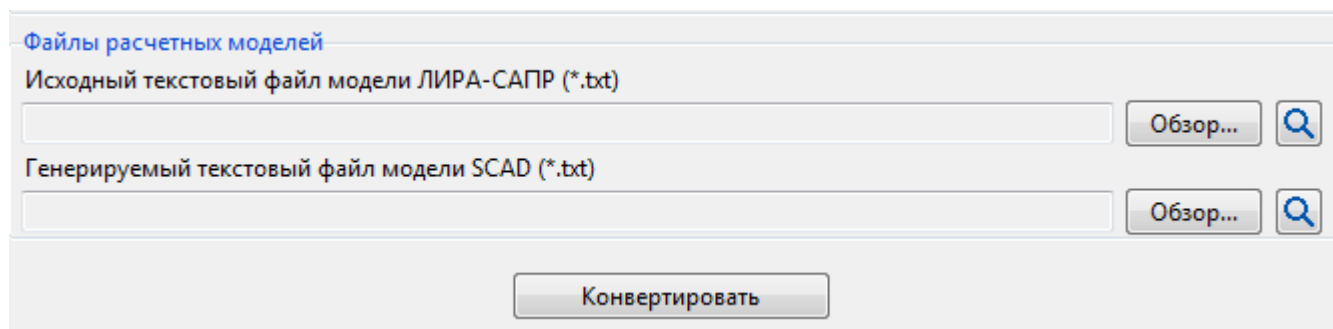 Файлы расчетных моделей
Исходный текстовый файл модели ЛИРА-САПР (*.txt)
Обзор...
Генерируемый текстовый файл модели SCAD (*.txt)
Обзор...
Конвертировать